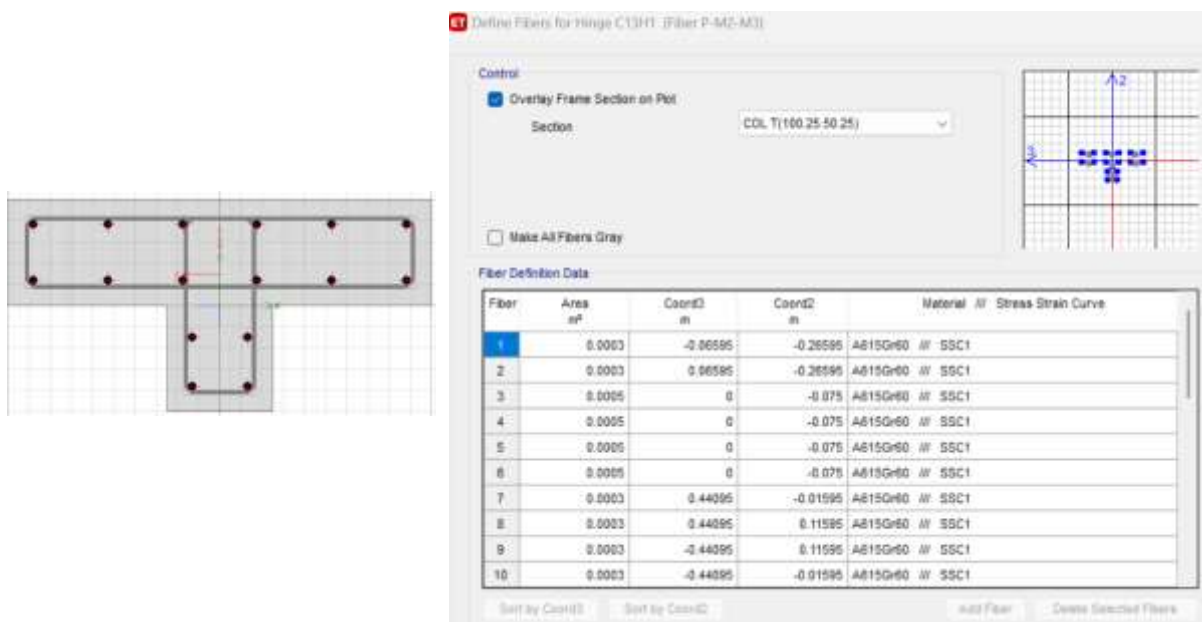 ET Define Fibers for Hinge C13H1 (Fiber P-M2-M3)
Control
Overlay Frame Section on Plot
Section COL T(100.25.50.25)
2
3
Make All Fibers Gray
Fiber Definition Data
Fiber Area Coord3 Coord2 Material /// Stress Strain Curve
m² m m
1 0.0003 -0.06595 -0.26595 A615Gr60 /// SSC1
2 0.0003 0.06595 -0.26595 A615Gr60 /// SSC1
3 0.0005 0 -0.075 A615Gr60 /// SSC1
4 0.0005 0 -0.075 A615Gr60 /// SSC1
5 0.0005 0 -0.075 A615Gr60 /// SSC1
6 0.0005 0 -0.075 A615Gr60 /// SSC1
7 0.0003 0.44095 -0.01595 A615Gr60 /// SSC1
8 0.0003 0.44095 0.11595 A615Gr60 /// SSC1
9 0.0003 -0.44095 0.11595 A615Gr60 /// SSC1
10 0.0003 -0.44095 -0.01595 A615Gr60 /// SSC1
Sort by Coord3 Sort by Coord2 Add Fiber Delete Selected Fibers